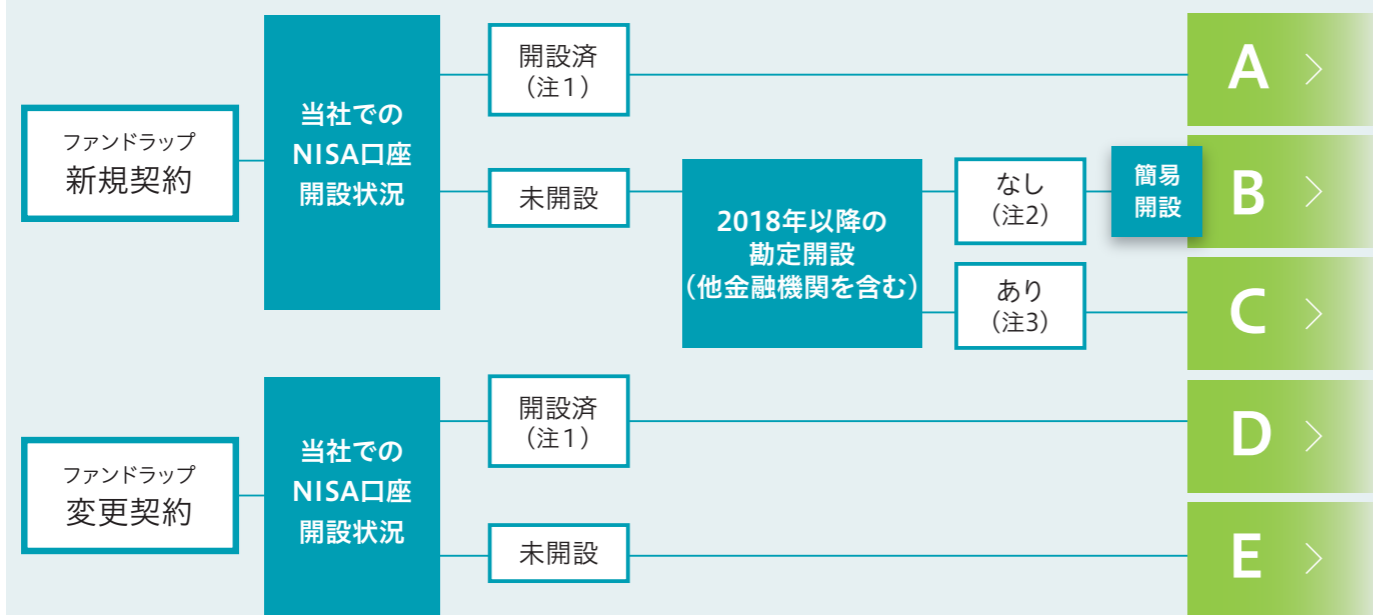 ファンドラップ
新規契約
当社での
NISA口座
開設状況
開設済
（注１）
A
未開設
2018年以降の
勘定開設
（他金融機関を含む）
なし
（注2）
簡易
開設
B
あり
（注3）
C
ファンドラップ
変更契約
当社での
NISA口座
開設状況
開設済
（注１）
D
未開設
E